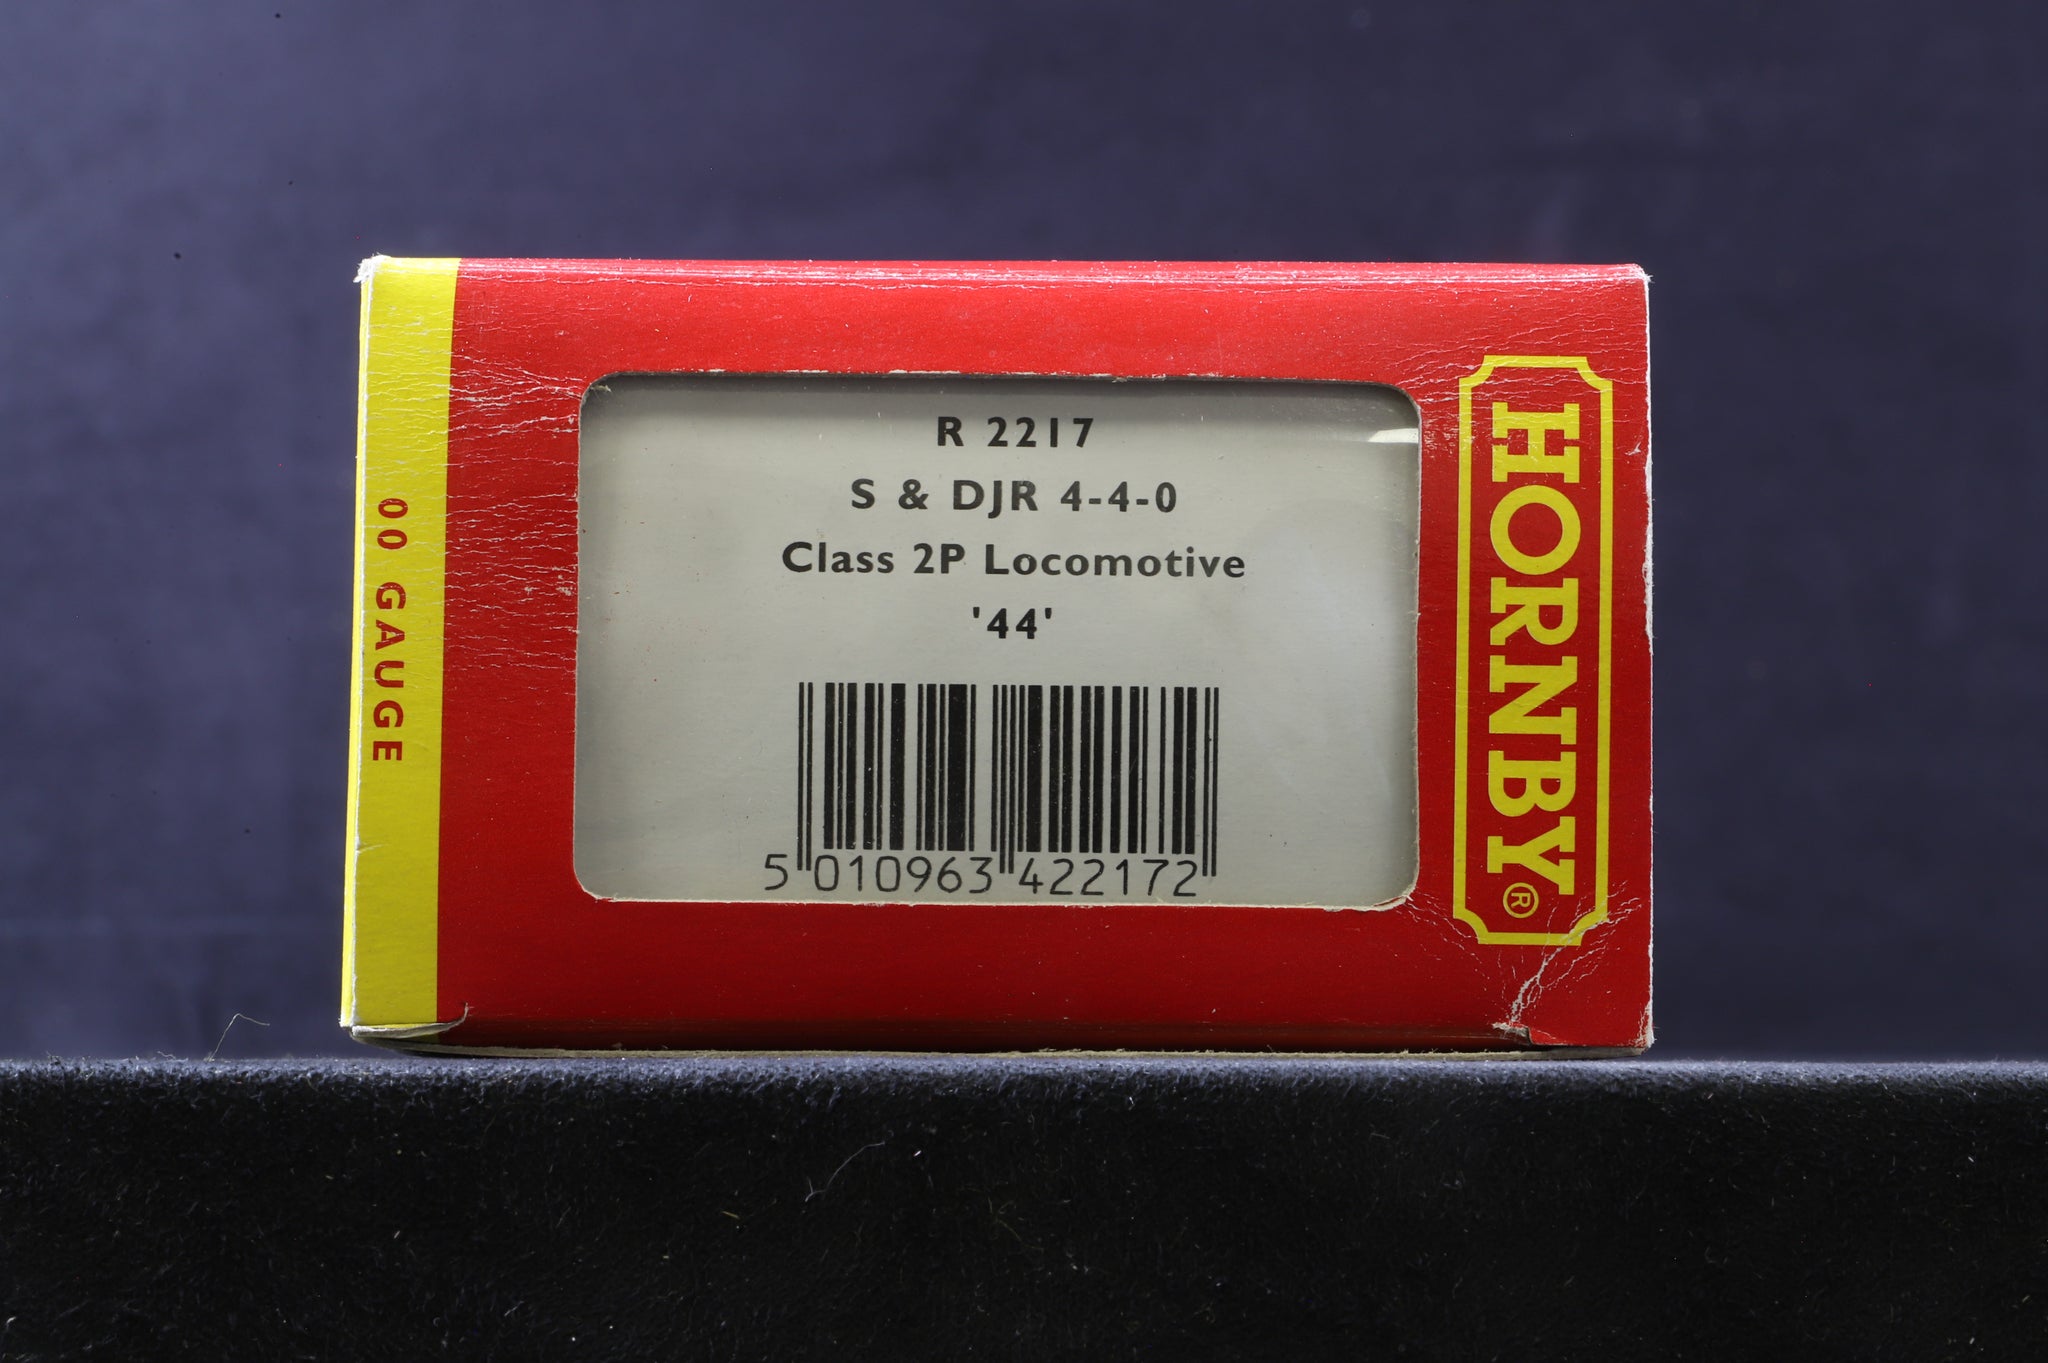 00 GAUGE
R 2217
S & DJR 4-4-0
Class 2P Locomotive
'44'
5 010963 422172
HORNBY®